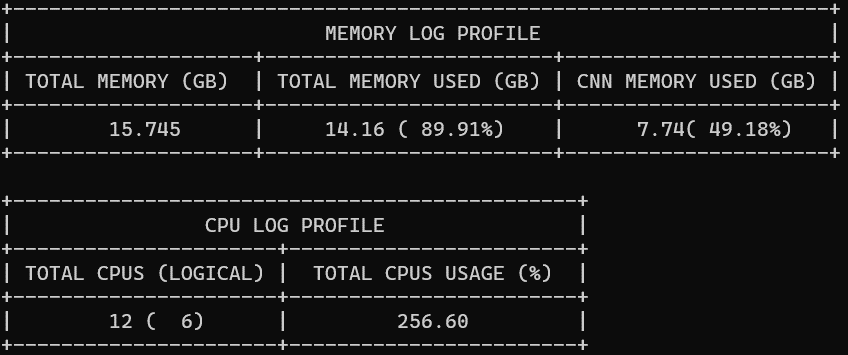 MEMORY LOG PROFILE
TOTAL MEMORY (GB) | TOTAL MEMORY USED (GB) | CNN MEMORY USED (GB)
15.745 | 14.16 ( 89.91%) | 7.74( 49.18%)
CPU LOG PROFILE
TOTAL CPUS (LOGICAL) | TOTAL CPUS USAGE (%)
12 (  6) | 256.60